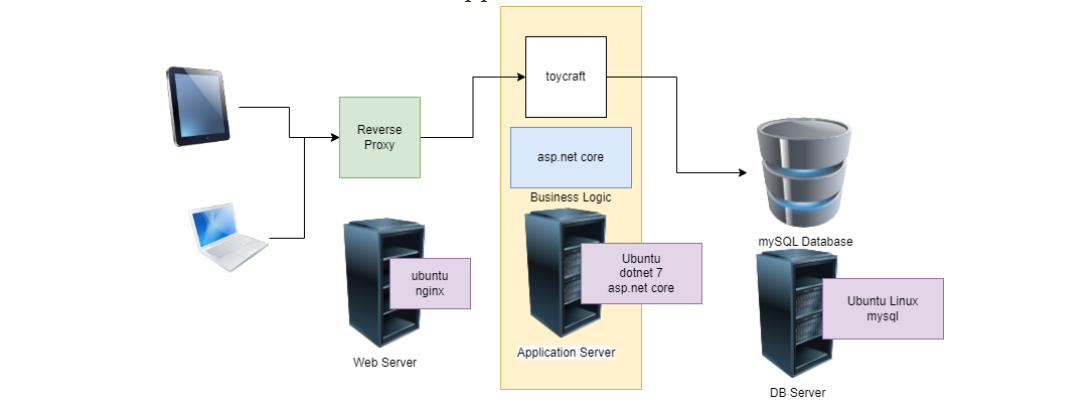 toycraft
Reverse
Proxy
asp.net core
Business Logic
mySQL Database
ubuntu
nginx
Ubuntu
dotnet 7
asp.net core
Ubuntu Linux
mysql
Web Server
Application Server
DB Server